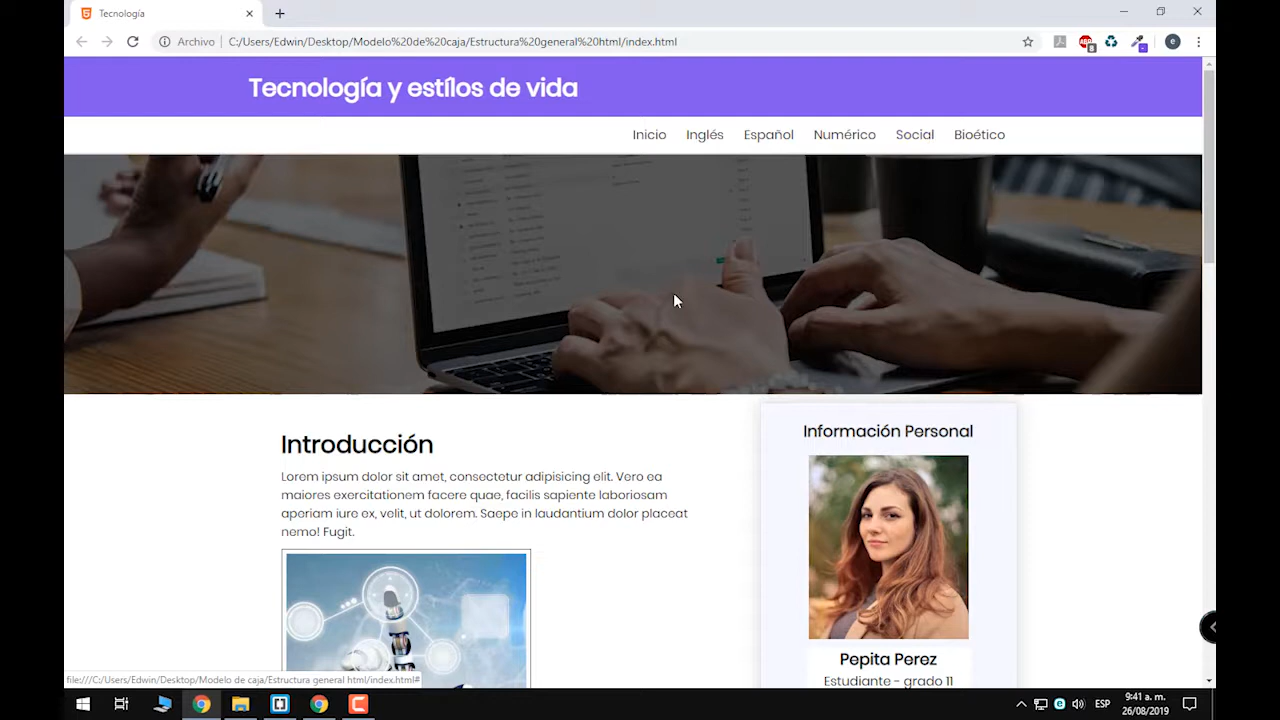 Tecnología
Archivo
C:/Users/Edwin/Desktop/Modelo%20de%20caja/Estructura%20general%20html/index.html
ABP
8
e
Tecnología y estílos de vida
Inicio
Inglés
Español
Numérico
Social
Bioético
Introducción
Lorem ipsum dolor sit amet, consectetur adipisicing elit. Vero ea
maiores exercitationem facere quae, facilis sapiente laboriosam
aperiam iure ex, velit, ut dolorem. Saepe in laudantium dolor placeat
nemo! Fugit.
Información Personal
Pepita Perez
Estudiante - grado 11
file:///C:/Users/Edwin/Desktop/Modelo de caja/Estructura general html/index.html#
ESP
9:41 a. m.
26/08/2019